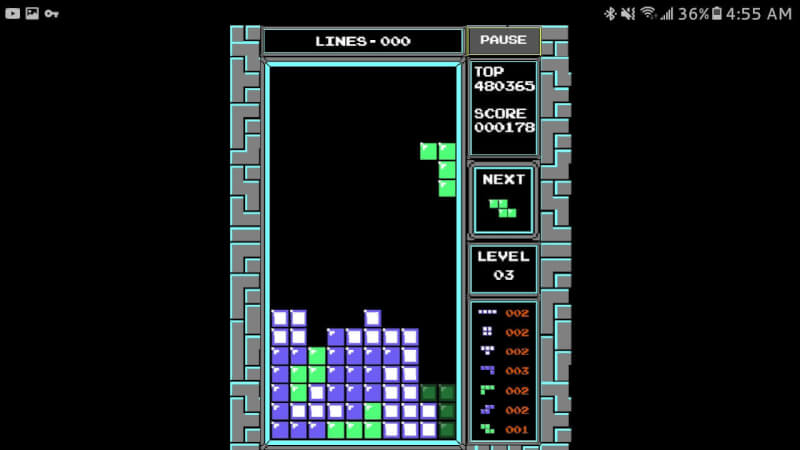 36% 4:55 AM
LINES-000
PAUSE
TOP
480365
SCORE
000178
NEXT
LEVEL
03
002
002
002
003
002
002
001